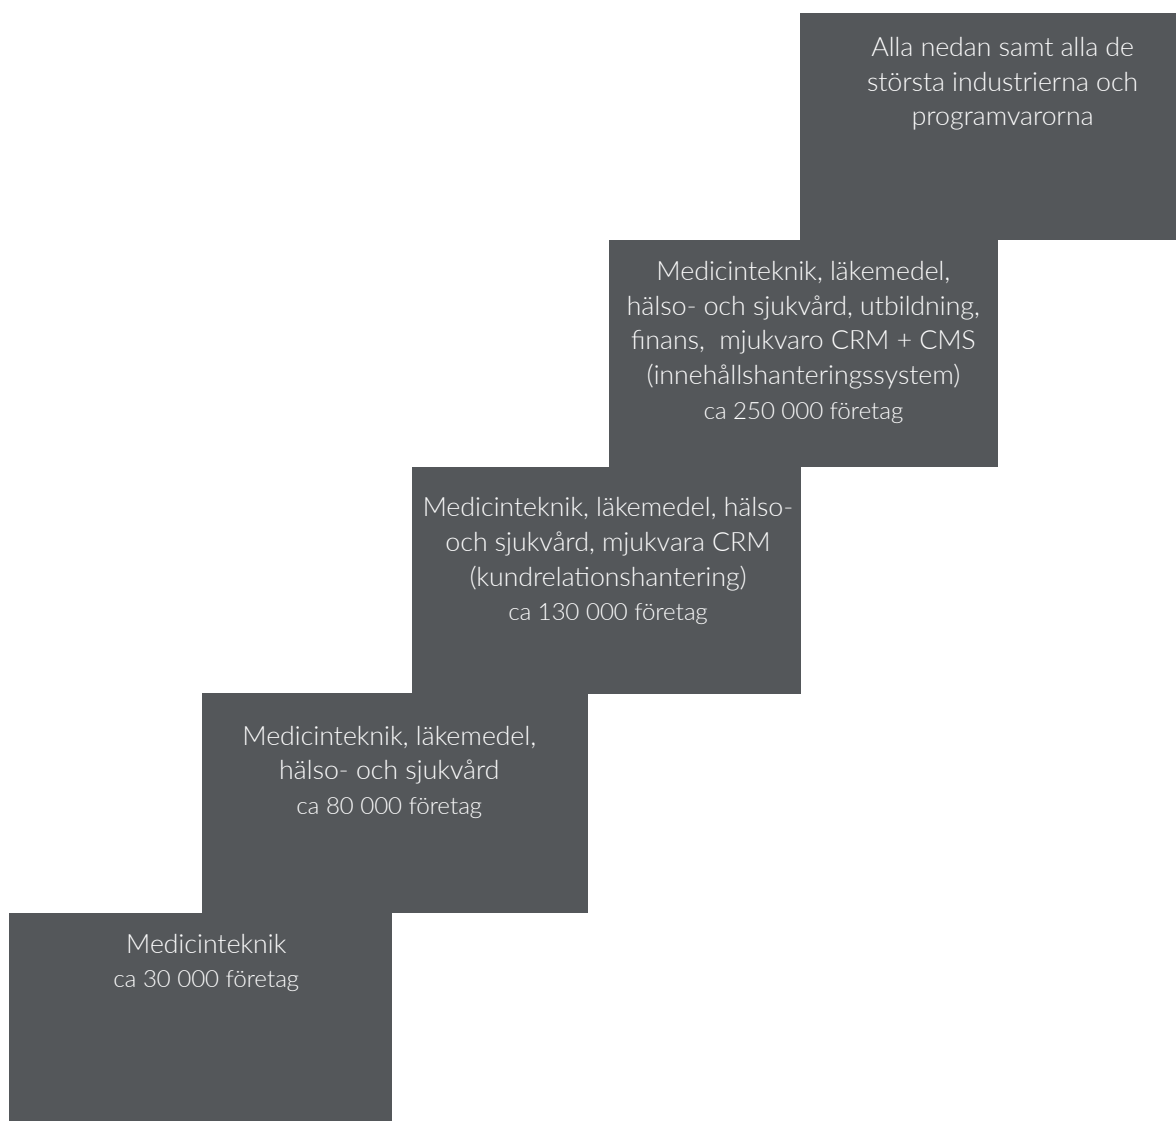 Alla nedan samt alla de
största industrierna och
programvarorna
Medicinteknik, läkemedel,
hälso- och sjukvård, utbildning,
finans,  mjukvaro CRM + CMS
(innehållshanteringssystem)
ca 250 000 företag
Medicinteknik, läkemedel, hälso-
och sjukvård, mjukvara CRM
(kundrelationshantering)
ca 130 000 företag
Medicinteknik, läkemedel,
hälso- och sjukvård
ca 80 000 företag
Medicinteknik
ca 30 000 företag